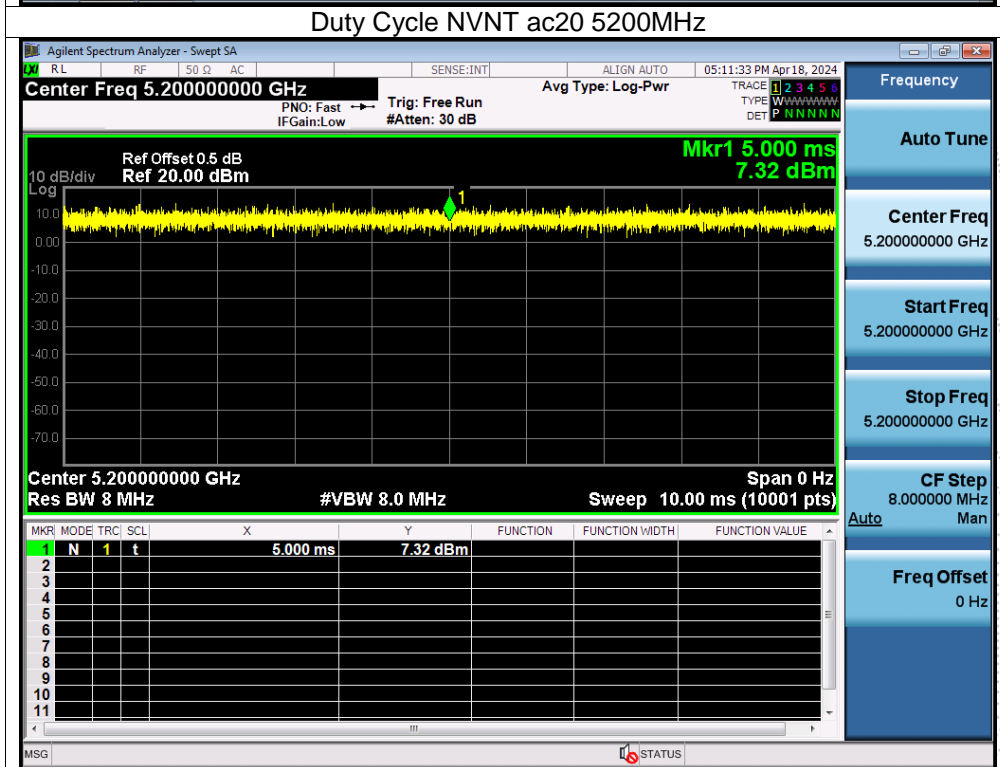 Duty Cycle NVNT ac20 5200MHz
Agilent Spectrum Analyzer - Swept SA
LXI RL RF 50 Ω AC SENSE:INT ALIGN AUTO 05:11:33 PM Apr 18, 2024
Center Freq 5.200000000 GHz
PNO: Fast
IFGain:Low
Trig: Free Run
#Atten: 30 dB
Avg Type: Log-Pwr
TRACE 1 2 3 4 5 6
TYPE WWWWWW
DET P N N N N N
Frequency
Mkr1 5.000 ms
7.32 dBm
Ref Offset 0.5 dB
10 dB/div Ref 20.00 dBm
Log
1
10.0
0.00
-10.0
-20.0
-30.0
-40.0
-50.0
-60.0
-70.0
Center 5.200000000 GHz Span 0 Hz
Res BW 8 MHz #VBW 8.0 MHz Sweep 10.00 ms (10001 pts)
MKR MODE TRC SCL X Y FUNCTION FUNCTION WIDTH FUNCTION VALUE
1 N 1 t 5.000 ms 7.32 dBm
2
3
4
5
6
7
8
9
10
11
Auto Tune
Center Freq
5.200000000 GHz
Start Freq
5.200000000 GHz
Stop Freq
5.200000000 GHz
CF Step
8.000000 MHz
Auto Man
Freq Offset
0 Hz
MSG STATUS